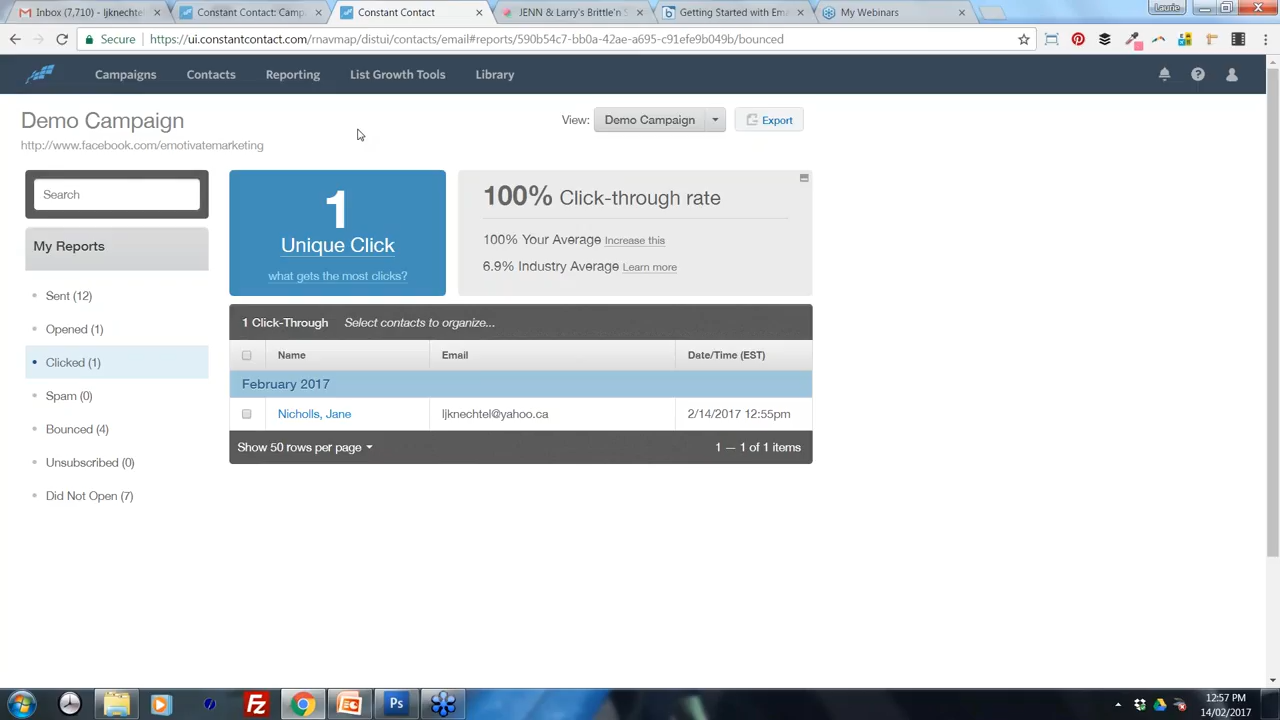 Inbox (7,710) - ljknechtel
Constant Contact: Camp
Constant Contact
JENN & Larry's Brittle'n S
Getting Started with Ema
My Webinars
Laurie
Secure https://ui.constantcontact.com/rnavmap/distui/contacts/email#reports/590b54c7-bb0a-42ae-a695-c91efe9b049b/bounced
Campaigns Contacts Reporting List Growth Tools Library
Demo Campaign
http://www.facebook.com/emotivatemarketing
View: Demo Campaign Export
Search
My Reports
Sent (12)
Opened (1)
Clicked (1)
Spam (0)
Bounced (4)
Unsubscribed (0)
Did Not Open (7)
1
Unique Click
what gets the most clicks?
100% Click-through rate
100% Your Average Increase this
6.9% Industry Average Learn more
1 Click-Through Select contacts to organize...
Name Email Date/Time (EST)
February 2017
Nicholls, Jane ljknechtel@yahoo.ca 2/14/2017 12:55pm
Show 50 rows per page 1 — 1 of 1 items
12:57 PM
14/02/2017